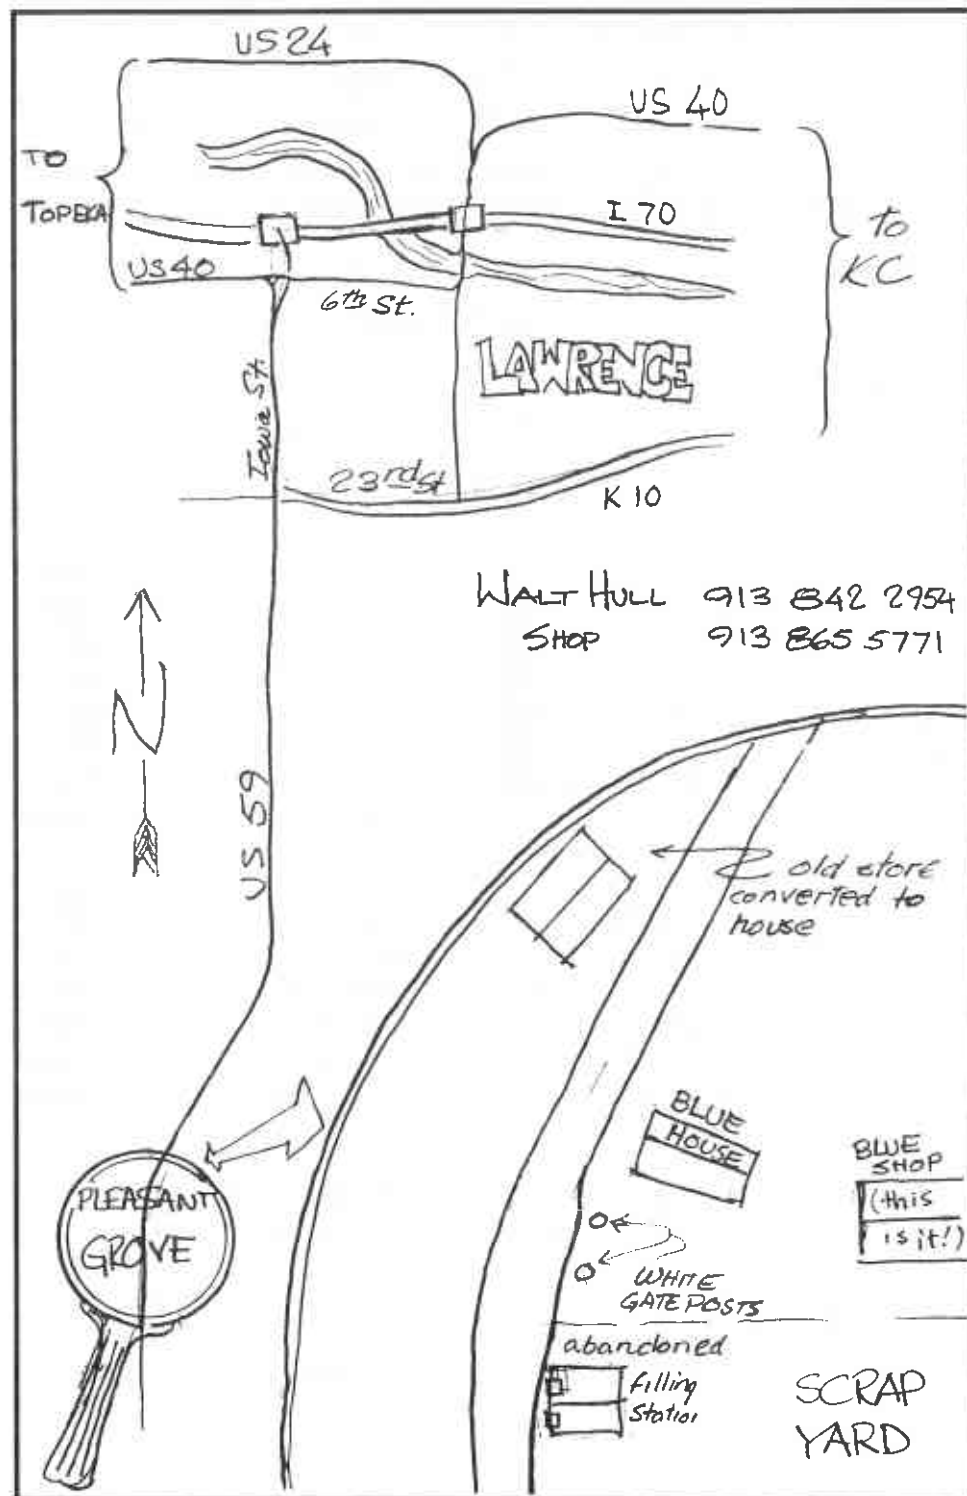 US 24
US 40
TO
TOPEKA
I 70
to
KC
US 40
6th St.
LAWRENCE
Iowa St.
23rd St
K 10
WALT HULL 913 842 2954
SHOP 913 865 5771
N
US 59
old store
converted to
house
BLUE
HOUSE
BLUE
SHOP
(this
is it!)
PLEASANT
GROVE
WHITE
GATE POSTS
abandoned
filling
station
SCRAP
YARD